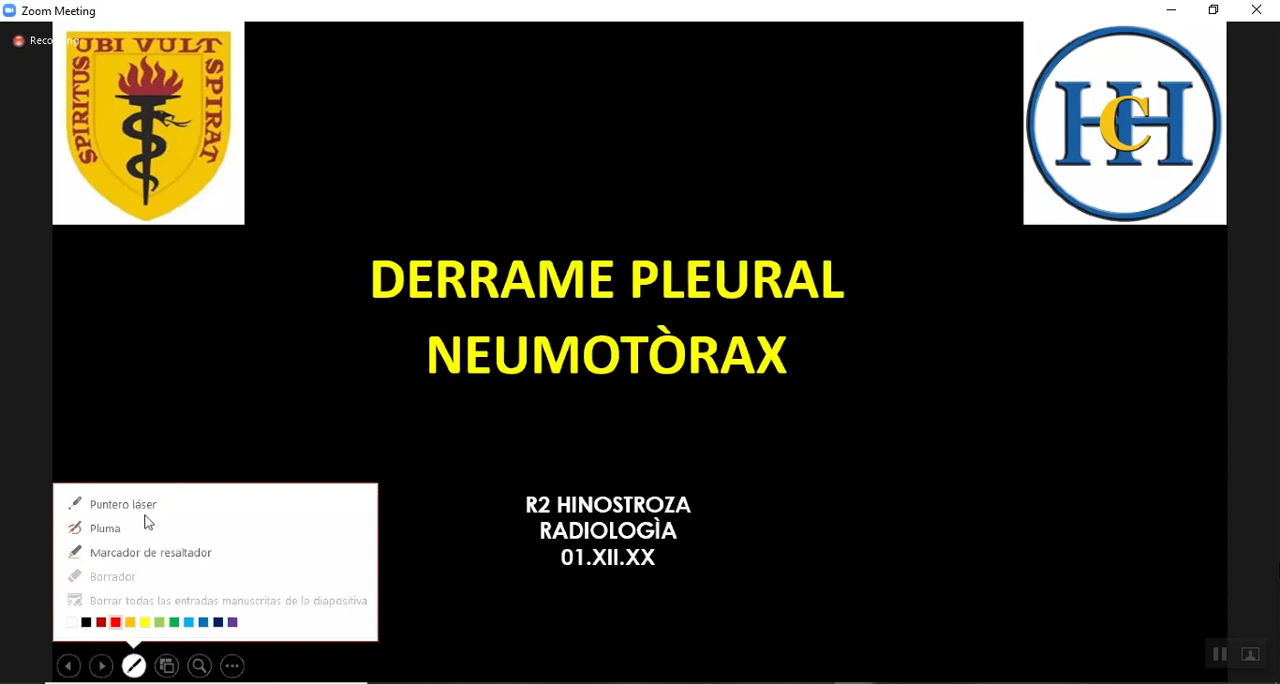 Zoom Meeting
Recording
SPIRITUS UBI VULT SPIRAT
HCH
DERRAME PLEURAL
NEUMOTÒRAX
R2 HINOSTROZA
RADIOLOGÌA
01.XII.XX
Puntero láser
Pluma
Marcador de resaltador
Borrador
Borrar todas las entradas manuscritas de la diapositiva